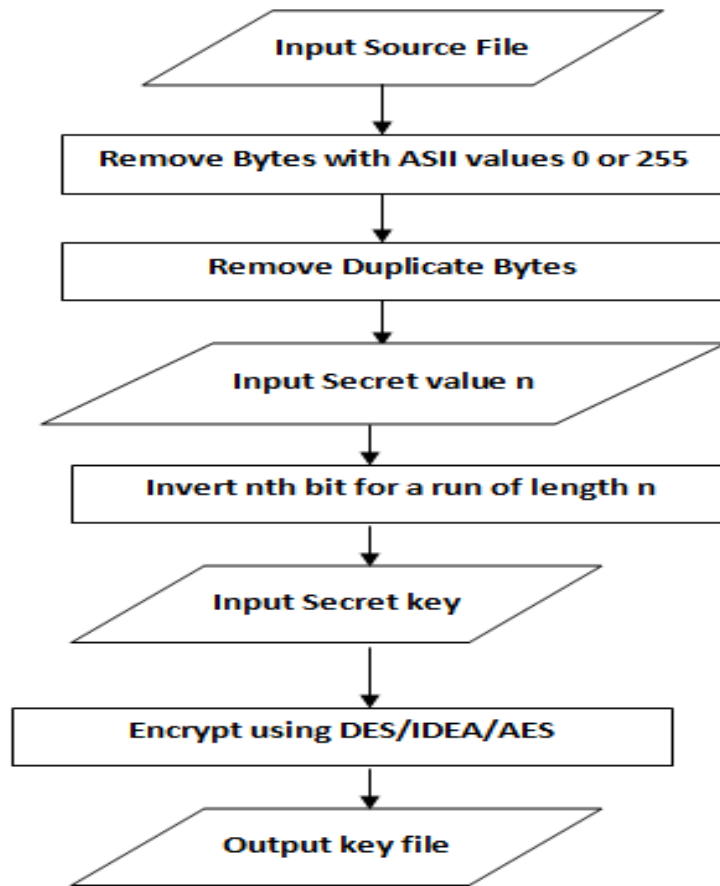 Input Source File
Remove Bytes with ASII values 0 or 255
Remove Duplicate Bytes
Input Secret value n
Invert nth bit for a run of length n
Input Secret key
Encrypt using DES/IDEA/AES
Output key file